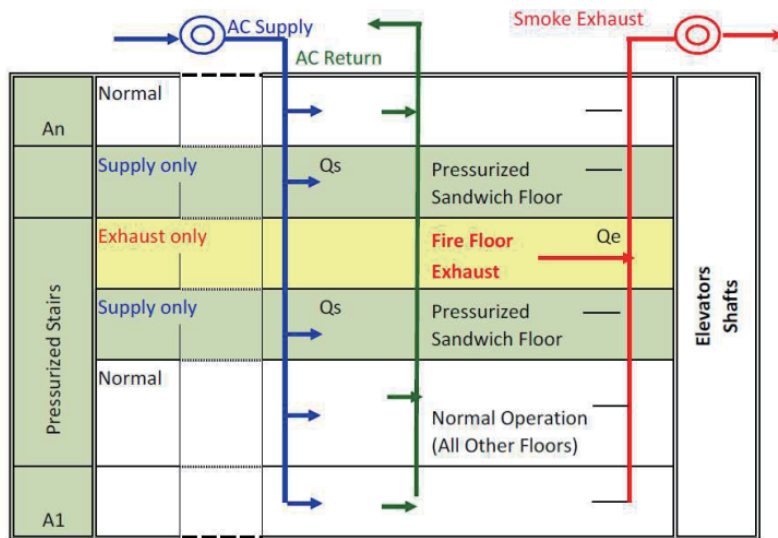 AC Supply
Smoke Exhaust
AC Return
An
Normal
Supply only
Qs
Pressurized
Sandwich Floor
Exhaust only
Fire Floor
Exhaust
Qe
Supply only
Qs
Pressurized
Sandwich Floor
Normal
Normal Operation
(All Other Floors)
A1
Pressurized Stairs
Elevators
Shafts